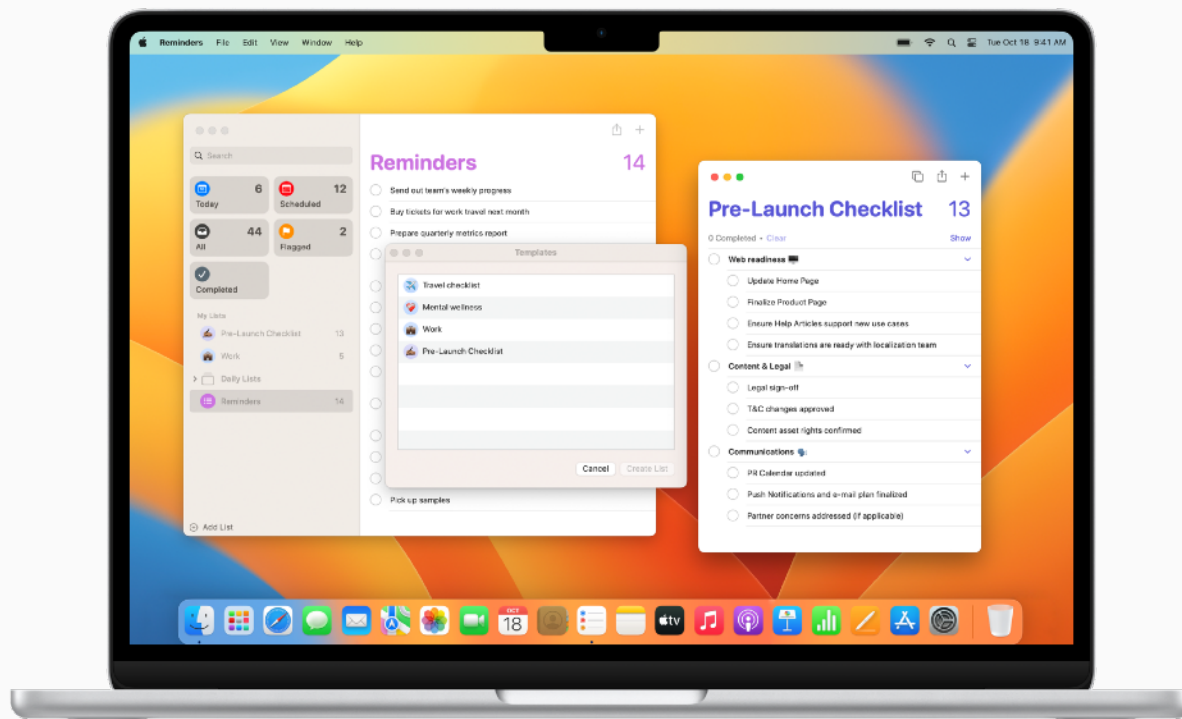 Reminders File Edit View Window Help
Tue Oct 18 9:41 AM
Search
6
Today
12
Scheduled
44
All
2
Flagged
Completed
My Lists
Pre-Launch Checklist 13
Work 5
Daily Lists
Reminders 14
Add List
Reminders 14
Send out team's weekly progress
Buy tickets for work travel next month
Prepare quarterly metrics report
Pick up samples
Templates
Travel checklist
Mental wellness
Work
Pre-Launch Checklist
Cancel Create List
Pre-Launch Checklist 13
0 Completed • Clear Show
Web readiness
Update Home Page
Finalize Product Page
Ensure Help Articles support new use cases
Ensure translations are ready with localization team
Content & Legal
Legal sign-off
T&C changes approved
Content asset rights confirmed
Communications
PR Calendar updated
Push Notifications and e-mail plan finalized
Partner concerns addressed (if applicable)
OCT
18
tv